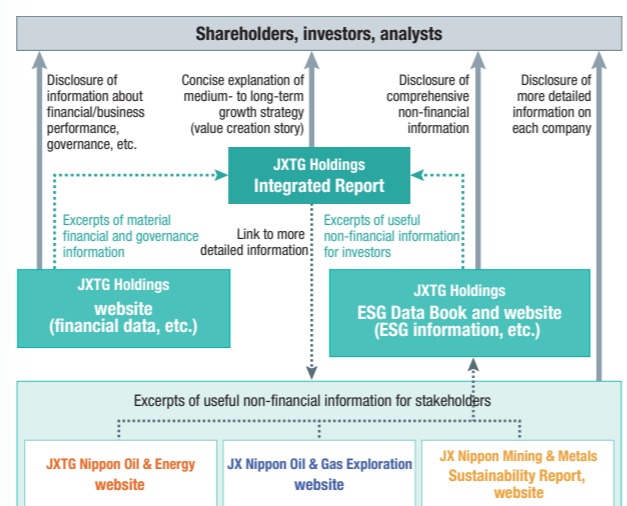 Shareholders, investors, analysts
Disclosure of
information about
financial/business
performance,
governance, etc.
Concise explanation of
medium- to long-term
growth strategy
(value creation story)
Disclosure of
comprehensive
non-financial
information
Disclosure of
more detailed
information on
each company
JXTG Holdings
Integrated Report
Excerpts of material
financial and governance
information
Link to more
detailed information
Excerpts of useful
non-financial information
for investors
JXTG Holdings
website
(financial data, etc.)
JXTG Holdings
ESG Data Book and website
(ESG information, etc.)
Excerpts of useful non-financial information for stakeholders
JXTG Nippon Oil & Energy
website
JX Nippon Oil & Gas Exploration
website
JX Nippon Mining & Metals
Sustainability Report,
website